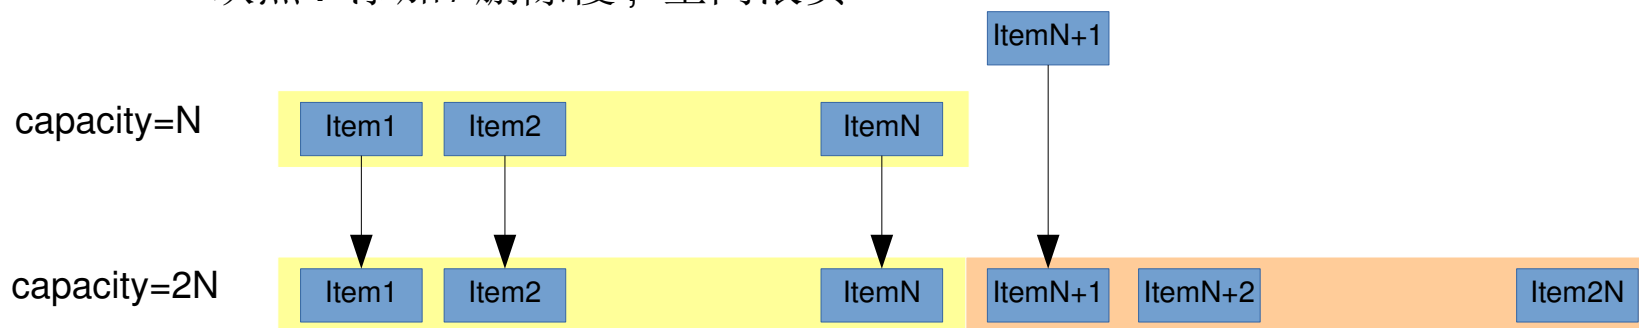 ItemN+1
capacity=N
Item1 Item2 ItemN
capacity=2N
Item1 Item2 ItemN ItemN+1 ItemN+2 Item2N